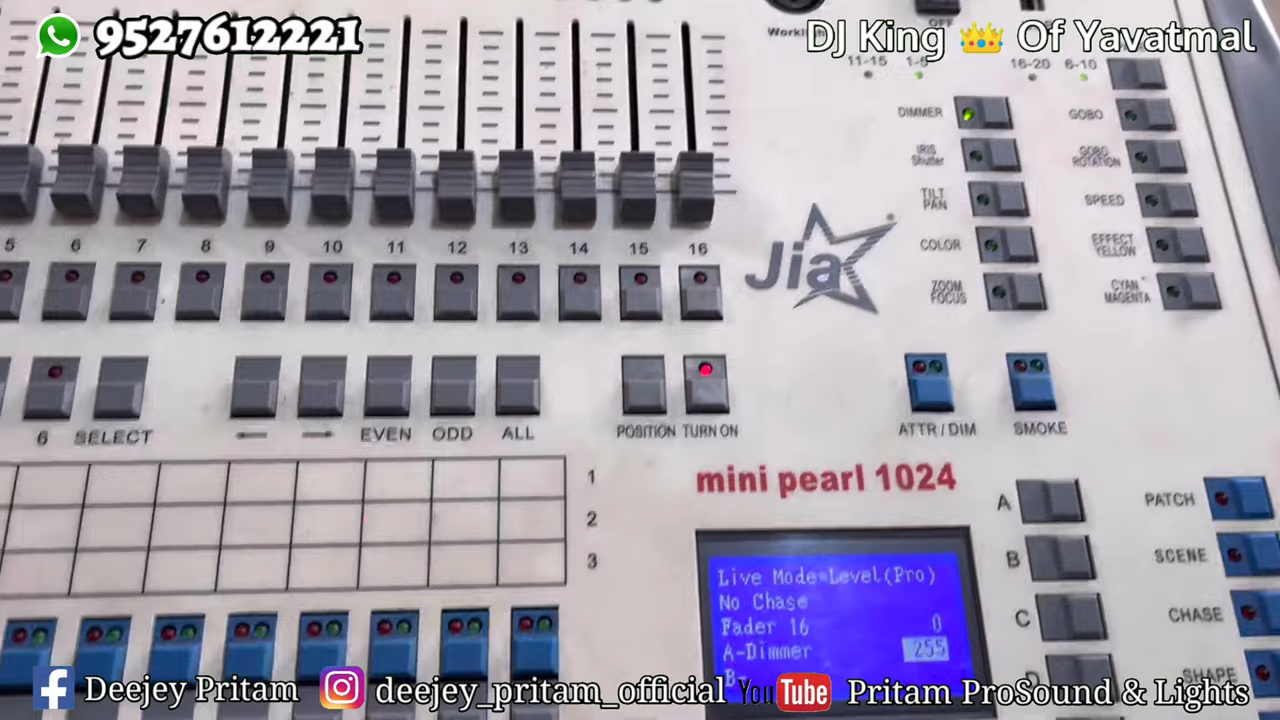 9527612221
DJ King 👑 Of Yavatmal
OFF
11-15 1-5 16-20 6-10
DIMMER GOBO
IRIS Shutter GOBO ROTATION
TILT PAN SPEED
COLOR EFFECT YELLOW
ZOOM FOCUS CYAN MAGENTA
Jia
5 6 7 8 9 10 11 12 13 14 15 16
6 SELECT EVEN ODD ALL POSITION TURN ON ATTR / DIM SMOKE
1
2
3
mini pearl 1024
A PATCH
B SCENE
C CHASE
D SHAPE
Live Mode-Level(Pro)
No Chase
Fader 16 0
A-Dimmer 255
B-
Deejey Pritam deejey_pritam_official You Tube Pritam ProSound & Lights